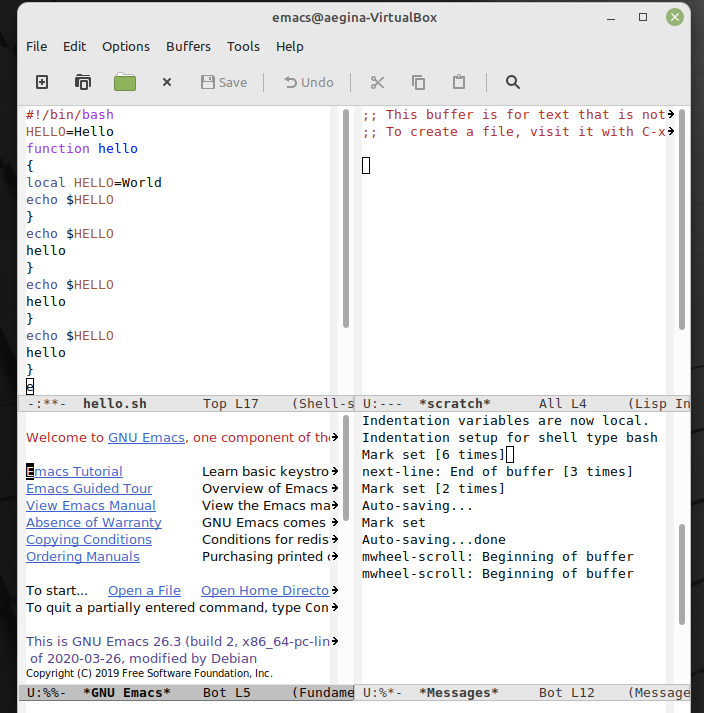 emacs@aegina-VirtualBox
File Edit Options Buffers Tools Help
Save Undo
#!/bin/bash
HELLO=Hello
function hello
{
local HELLO=World
echo $HELLO
}
echo $HELLO
hello
}
echo $HELLO
hello
}
echo $HELLO
hello
}
e
-:**- hello.sh Top L17 (Shell-s
;; This buffer is for text that is not
;; To create a file, visit it with C-x
U:--- *scratch* All L4 (Lisp In
Welcome to GNU Emacs, one component of the
Emacs Tutorial Learn basic keystro
Emacs Guided Tour Overview of Emacs
View Emacs Manual View the Emacs ma
Absence of Warranty GNU Emacs comes
Copying Conditions Conditions for redis
Ordering Manuals Purchasing printed
To start... Open a File Open Home Directo
To quit a partially entered command, type Con
This is GNU Emacs 26.3 (build 2, x86_64-pc-lin
of 2020-03-26, modified by Debian
Copyright (C) 2019 Free Software Foundation, Inc.
U:%%- *GNU Emacs* Bot L5 (Fundame
Indentation variables are now local.
Indentation setup for shell type bash
Mark set [6 times]
next-line: End of buffer [3 times]
Mark set [2 times]
Auto-saving...
Mark set
Auto-saving...done
mwheel-scroll: Beginning of buffer
mwheel-scroll: Beginning of buffer
U:%*- *Messages* Bot L12 (Message